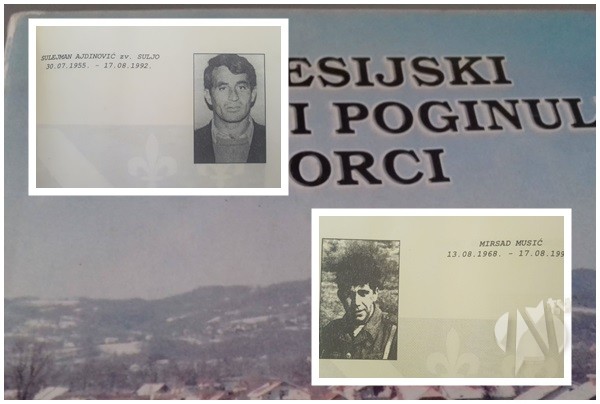 SULEJMAN AJDINOVIĆ zv. SULJO
30.07.1955. - 17.08.1992.
ESIJSKI
I POGINUL
ORCI
MIRSAD MUSIĆ
13.08.1968. - 17.08.199